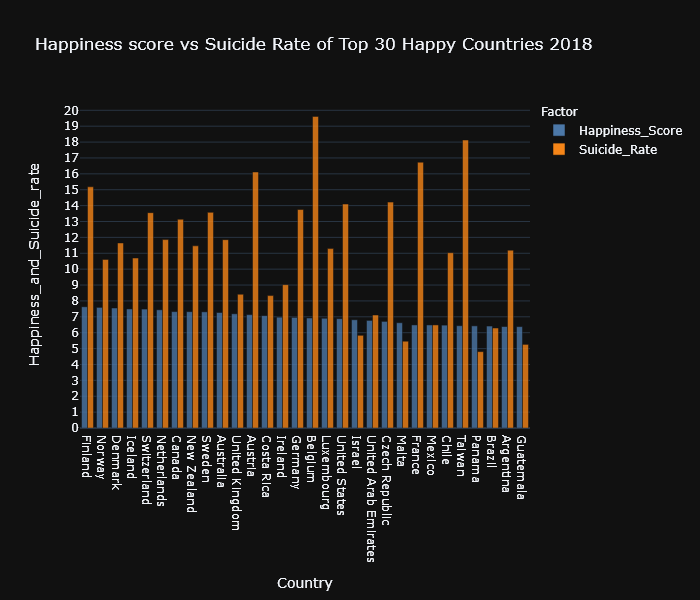 Happiness score vs Suicide Rate of Top 30 Happy Countries 2018
Factor
Happiness_Score
Suicide_Rate
Happiness_and_Suicide_rate
20
19
18
17
16
15
14
13
12
11
10
9
8
7
6
5
4
3
2
1
0
Finland
Norway
Denmark
Iceland
Switzerland
Netherlands
Canada
New Zealand
Sweden
Australia
United Kingdom
Austria
Costa Rica
Ireland
Germany
Belgium
Luxembourg
United States
Israel
United Arab Emirates
Czech Republic
Malta
France
Mexico
Chile
Taiwan
Panama
Brazil
Argentina
Guatemala
Country